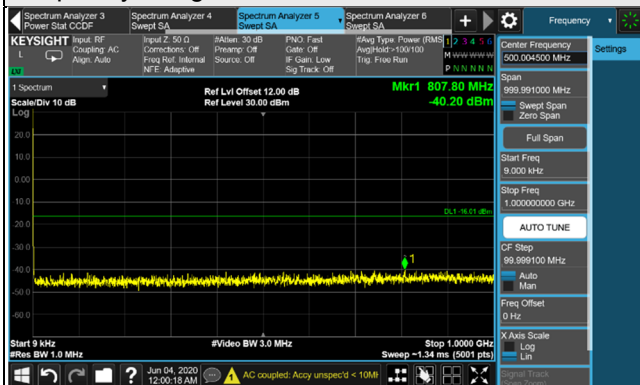 Spectrum Analyzer 3
Power Stat CCDF
Spectrum Analyzer 4
Swept SA
Spectrum Analyzer 5
Swept SA
Spectrum Analyzer 6
Swept SA
+
Frequency
KEYSIGHT
L
Input: RF
Coupling: AC
Align: Auto
Input Z: 50 Ω
Corrections: Off
Freq Ref: Internal
NFE: Adaptive
#Atten: 30 dB
Preamp: Off
Source: Off
PNO: Fast
Gate: Off
IF Gain: Low
Sig Track: Off
#Avg Type: Power (RMS
Avg|Hold:>100/100
Trig: Free Run
1 2 3 4 5 6
M W W W W W
P N N N N N
1 Spectrum
Scale/Div 10 dB
Log
Ref Lvl Offset 12.00 dB
Ref Level 30.00 dBm
Mkr1 807.80 MHz
-40.20 dBm
20.0
10.0
0.00
-10.0
-20.0
-30.0
-40.0
-50.0
-60.0
DL1 -16.01 dBm
1
Start 9 kHz
#Res BW 1.0 MHz
#Video BW 3.0 MHz
Stop 1.0000 GHz
Sweep ~1.34 ms (5001 pts)
Center Frequency
500.004500 MHz
Settings
Span
999.991000 MHz
Swept Span
Zero Span
Full Span
Start Freq
9.000 kHz
Stop Freq
1.000000000 GHz
AUTO TUNE
CF Step
99.999100 MHz
Auto
Man
Freq Offset
0 Hz
X Axis Scale
Log
Lin
Signal Track
Jun 04, 2020
12:00:18 AM
AC coupled: Accy unspec'd < 10MH